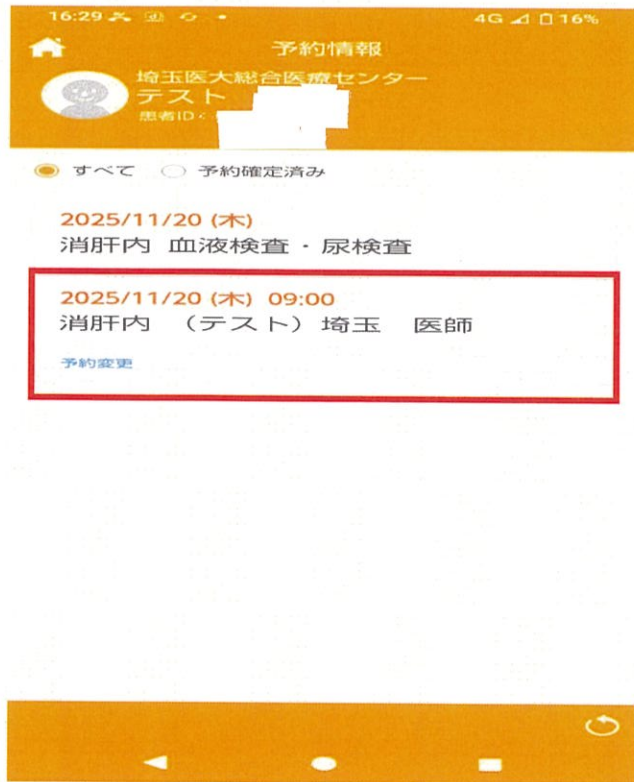 16:29
4G 16%
予約情報
埼玉医大総合医療センター
テスト
患者ID:
すべて 予約確定済み
2025/11/20 (木)
消肝内 血液検査・尿検査
2025/11/20 (木) 09:00
消肝内 （テスト）埼玉 医師
予約変更